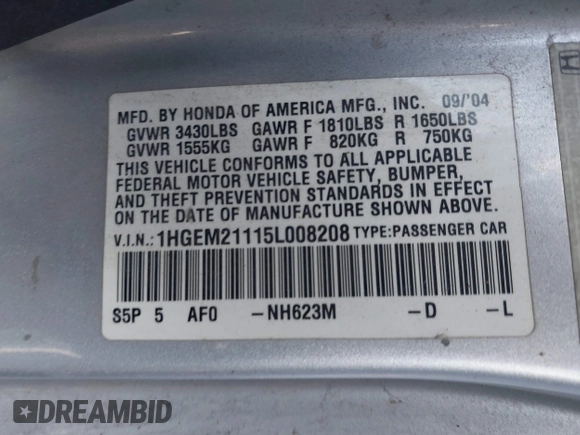 MFD. BY HONDA OF AMERICA MFG., INC. 09/'04
GVWR 3430LBS GAWR F 1810LBS R 1650LBS
GVWR 1555KG GAWR F 820KG R 750KG
THIS VEHICLE CONFORMS TO ALL APPLICABLE
FEDERAL MOTOR VEHICLE SAFETY, BUMPER,
AND THEFT PREVENTION STANDARDS IN EFFECT
ON THE DATE OF MANUFACTURE SHOWN ABOVE.
V.I.N.:1HGEM21115L008208 TYPE:PASSENGER CAR
S5P 5 AF0 -NH623M -D -L
DREAMBID